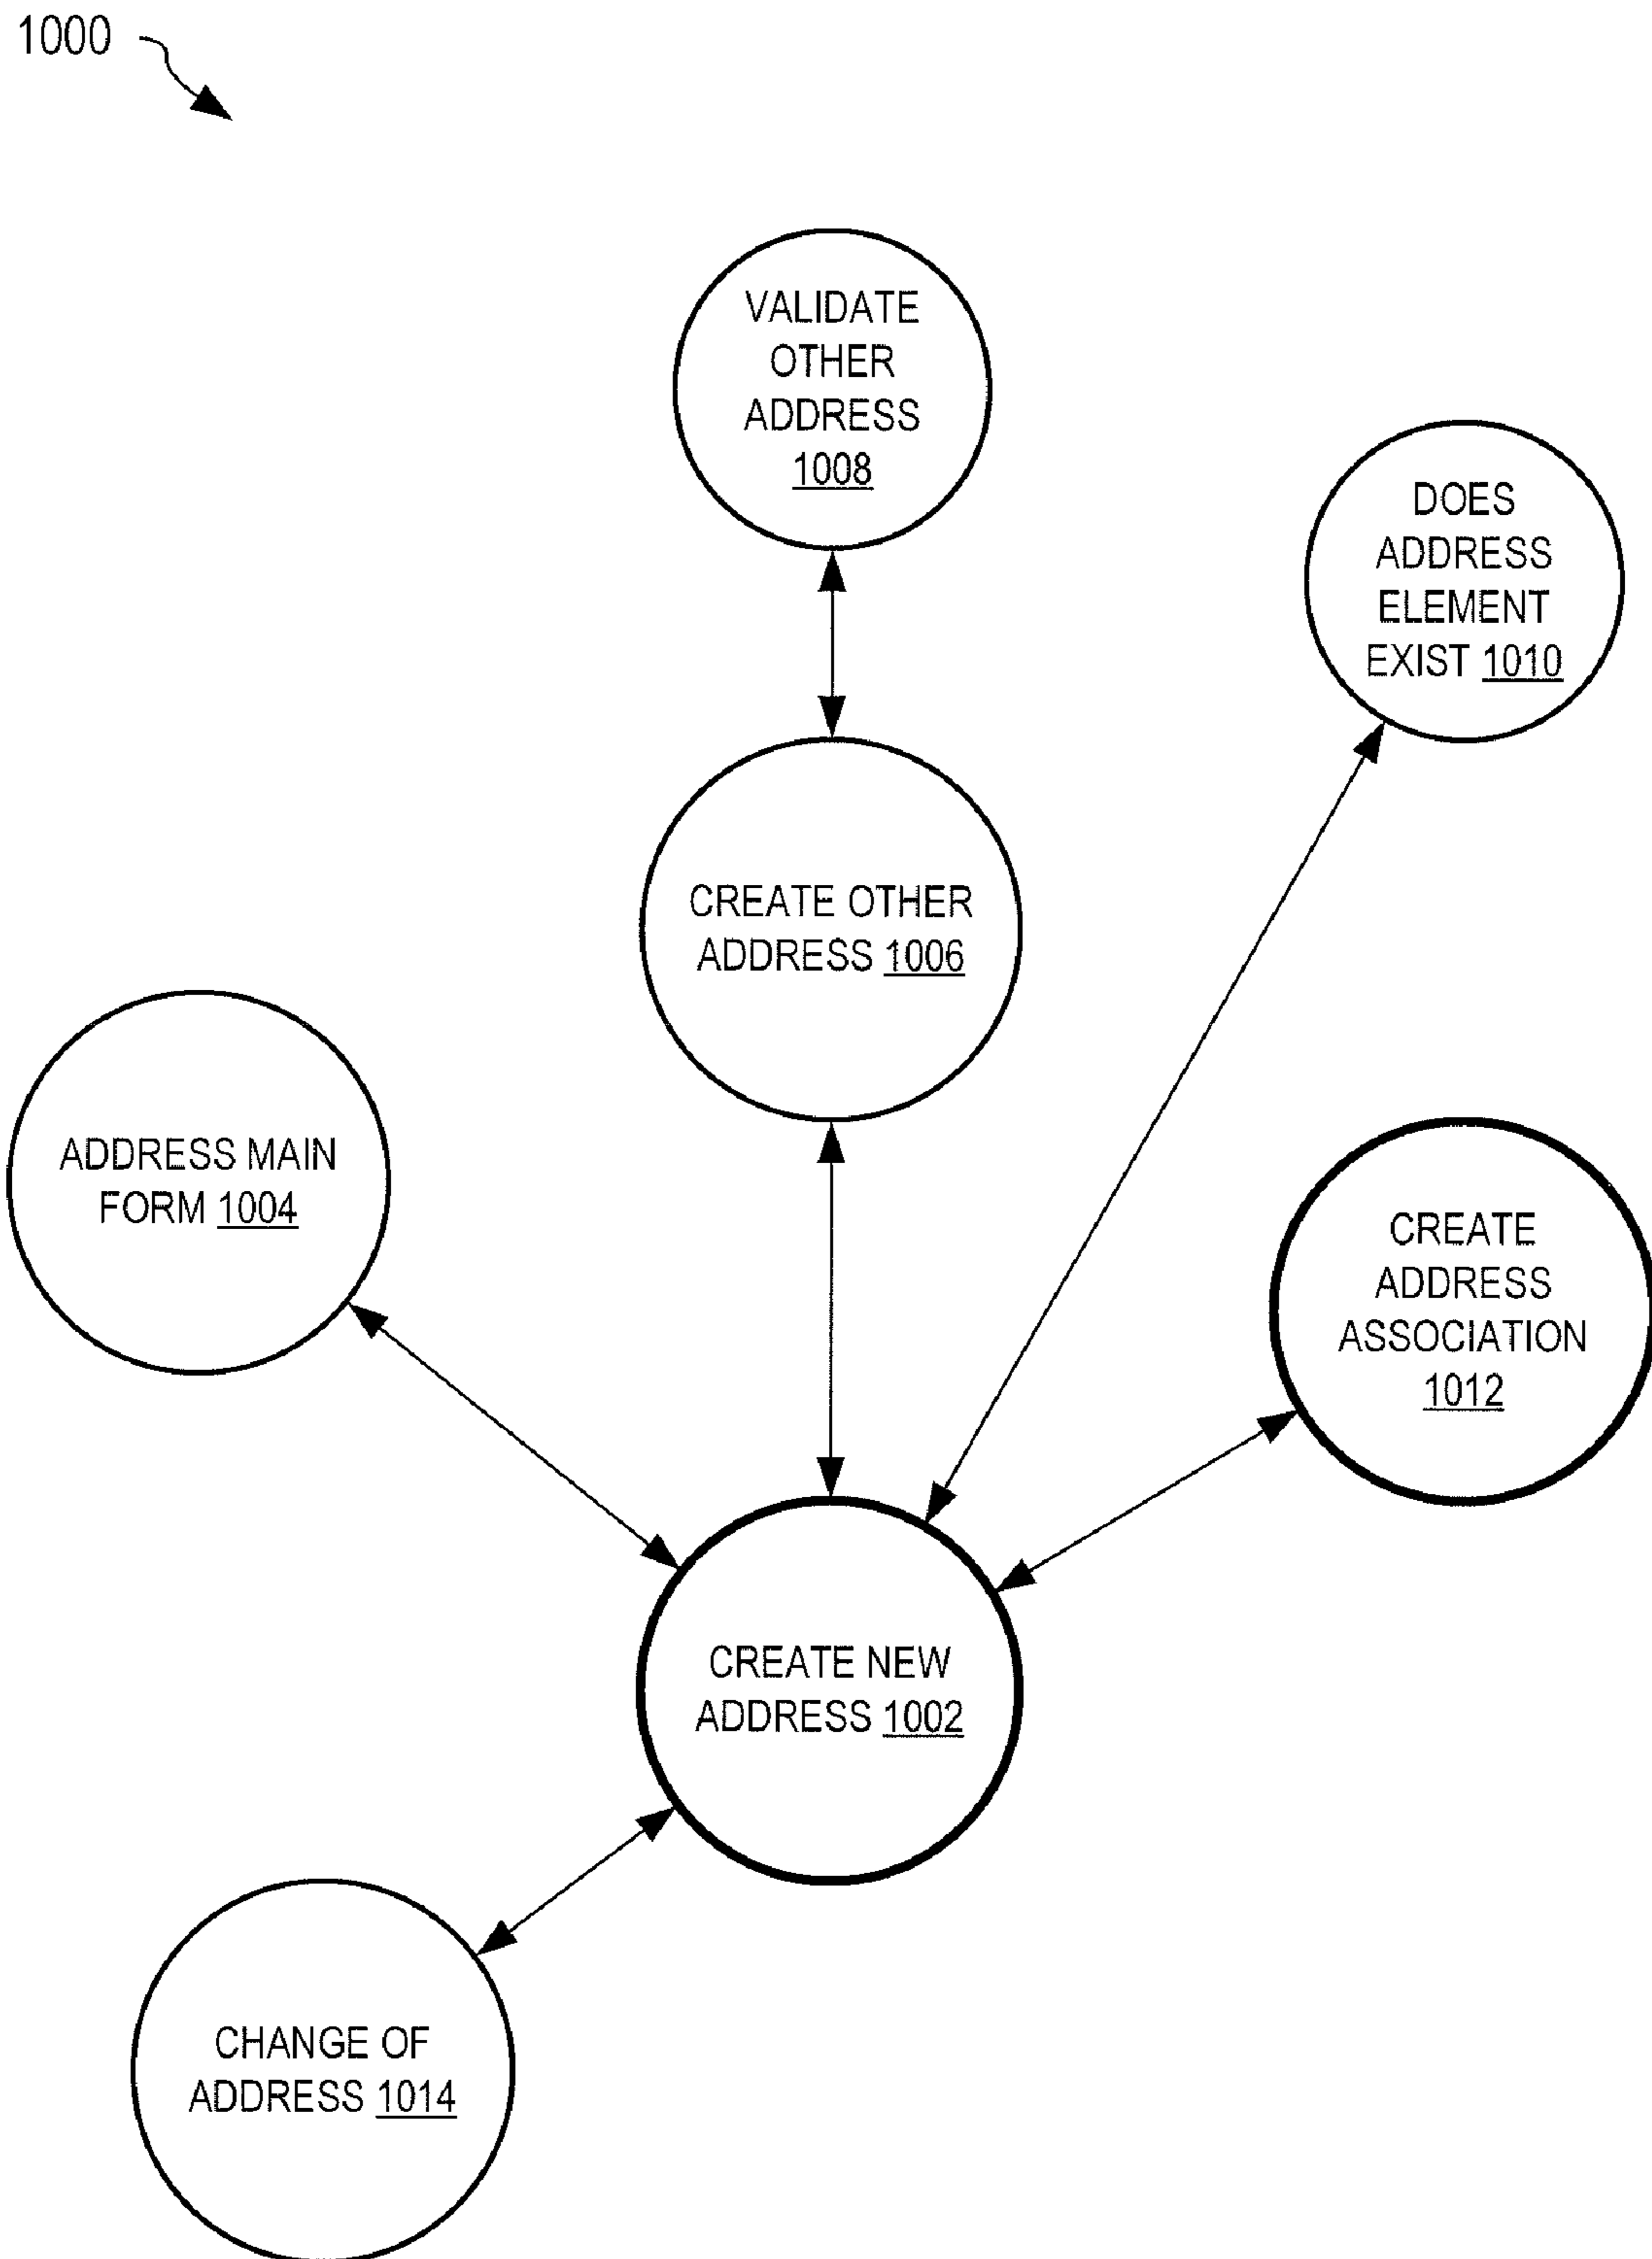 1000
VALIDATE
OTHER
ADDRESS
1008
DOES
ADDRESS
ELEMENT
EXIST 1010
CREATE OTHER
ADDRESS 1006
ADDRESS MAIN
FORM 1004
CREATE
ADDRESS
ASSOCIATION
1012
CREATE NEW
ADDRESS 1002
CHANGE OF
ADDRESS 1014